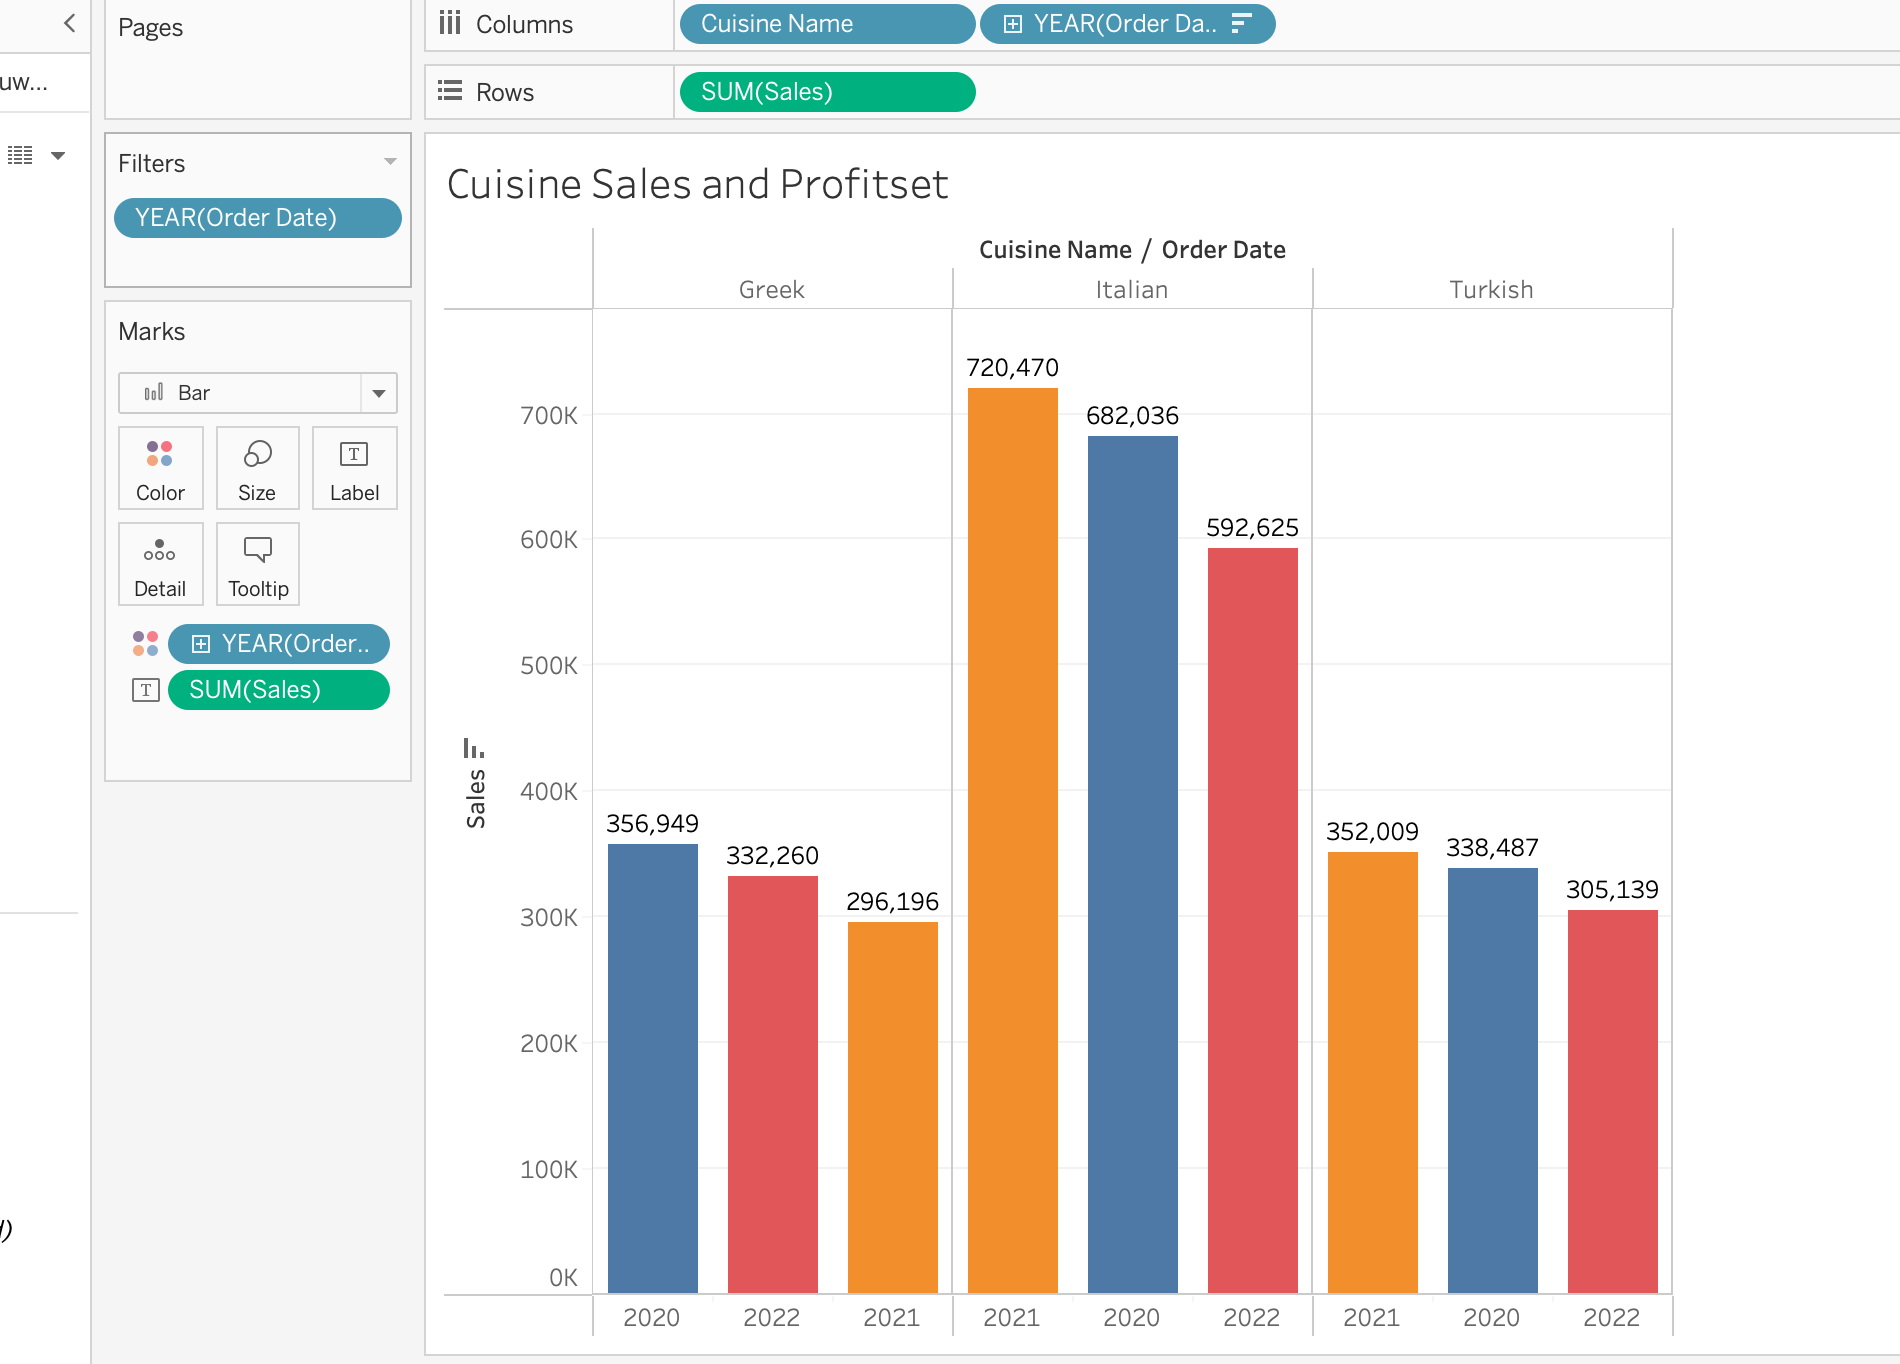 Pages
Columns
Cuisine Name
YEAR(Order Da..
uw...
Rows
SUM(Sales)
Filters
YEAR(Order Date)
Marks
Bar
Color
Size
Label
Detail
Tooltip
YEAR(Order..
SUM(Sales)
Cuisine Sales and Profitset
Cuisine Name / Order Date
Greek Italian Turkish
Sales
700K
600K
500K
400K
300K
200K
100K
0K
356,949
332,260
296,196
720,470
682,036
592,625
352,009
338,487
305,139
2020 2022 2021 2021 2020 2022 2021 2020 2022